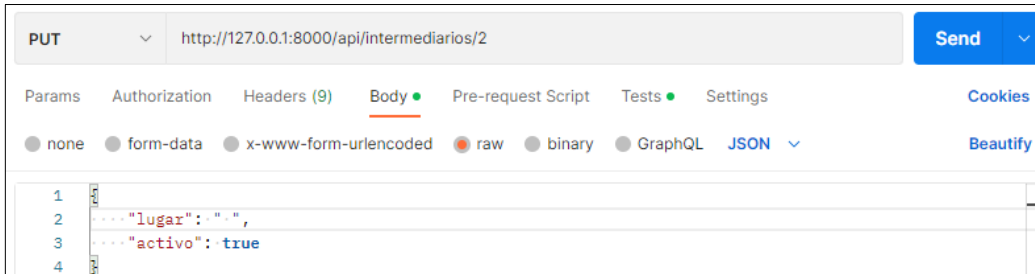 PUT http://127.0.0.1:8000/api/intermediarios/2 Send
Params Authorization Headers (9) Body Pre-request Script Tests Settings Cookies
none form-data x-www-form-urlencoded raw binary GraphQL JSON Beautify
1 {
2 "lugar": " ",
3 "activo": true
4 }